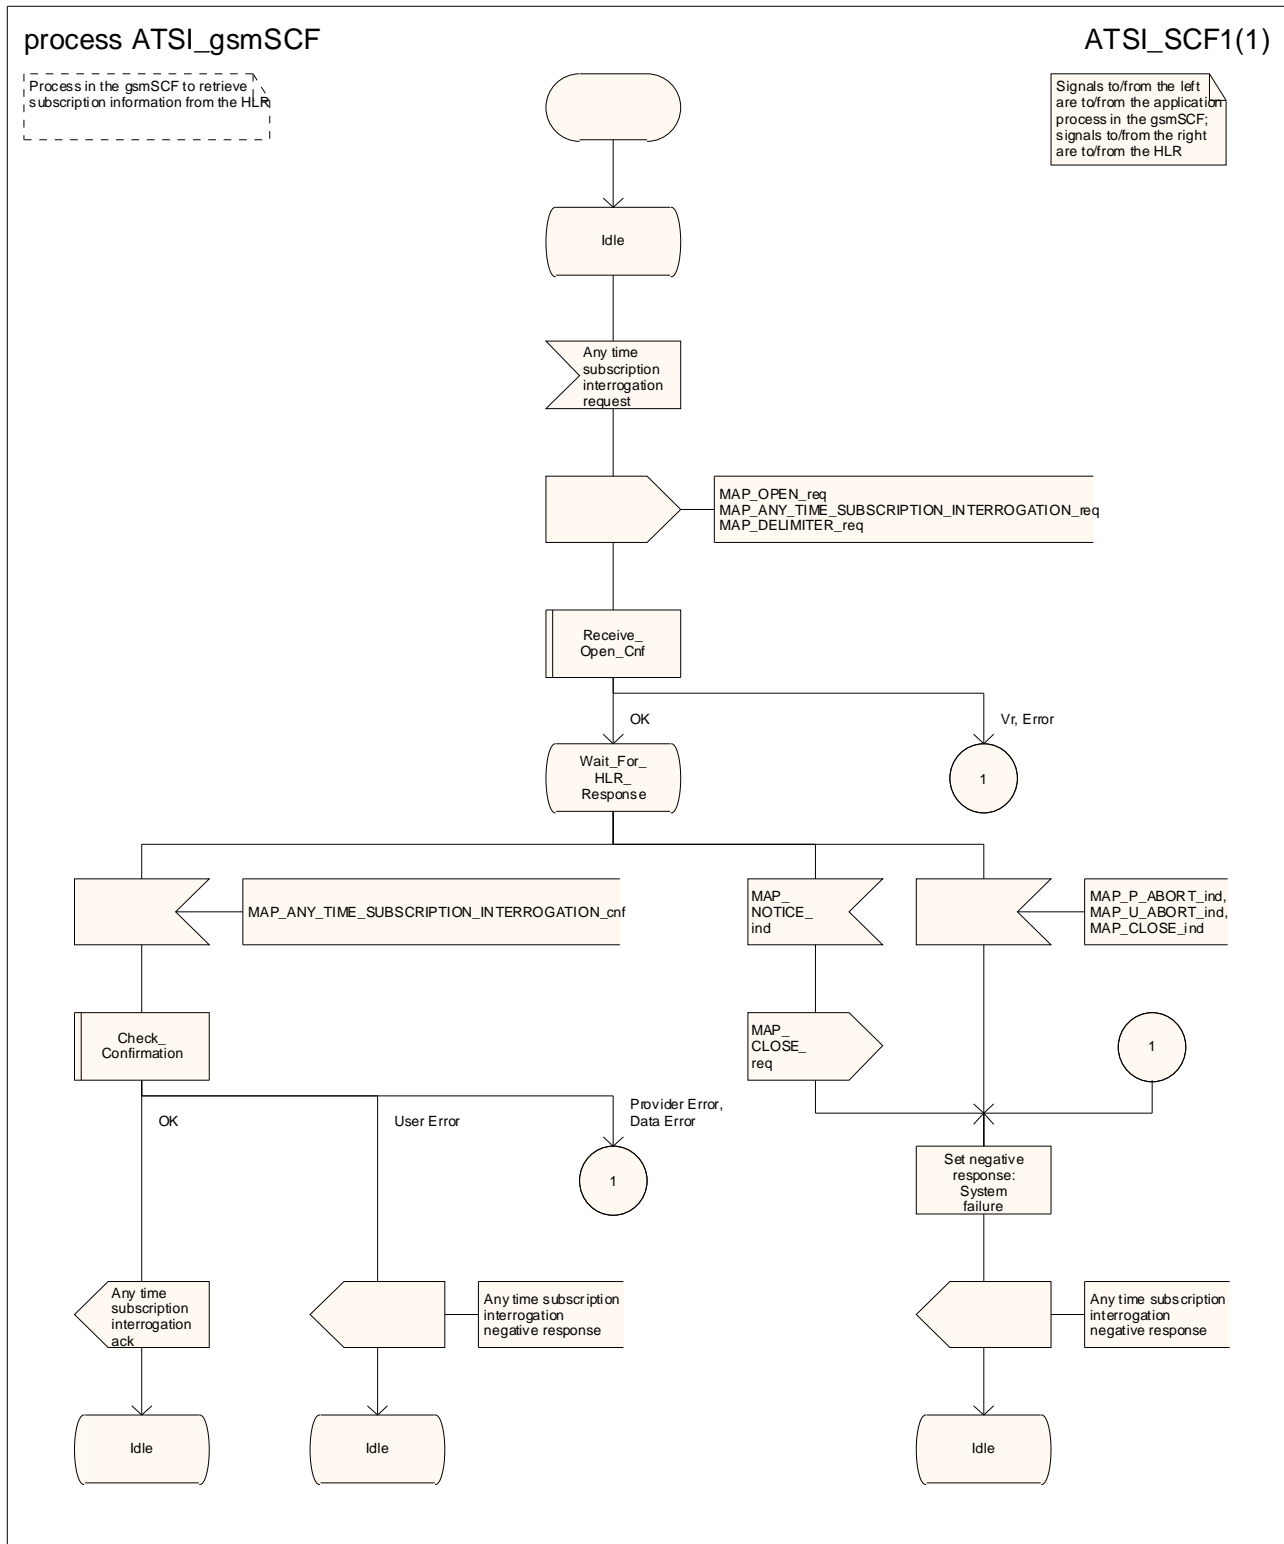 process ATSI_gsmSCF
ATSI_SCF1(1)
Process in the gsmSCF to retrieve
subscription information from the HLR
Signals to/from the left
are to/from the application
process in the gsmSCF;
signals to/from the right
are to/from the HLR
Idle
Any time
subscription
interrogation
request
MAP_OPEN_req
MAP_ANY_TIME_SUBSCRIPTION_INTERROGATION_req
MAP_DELIMITER_req
Receive_
Open_Cnf
OK
Vr, Error
Wait_For_
HLR_
Response
1
MAP_ANY_TIME_SUBSCRIPTION_INTERROGATION_cnf
MAP_
NOTICE_
ind
MAP_P_ABORT_ind,
MAP_U_ABORT_ind,
MAP_CLOSE_ind
Check_
Confirmation
MAP_
CLOSE_
req
1
OK
User Error
Provider Error,
Data Error
1
Set negative
response:
System
failure
Any time
subscription
interrogation
ack
Any time subscription
interrogation
negative response
Any time subscription
interrogation
negative response
Idle
Idle
Idle